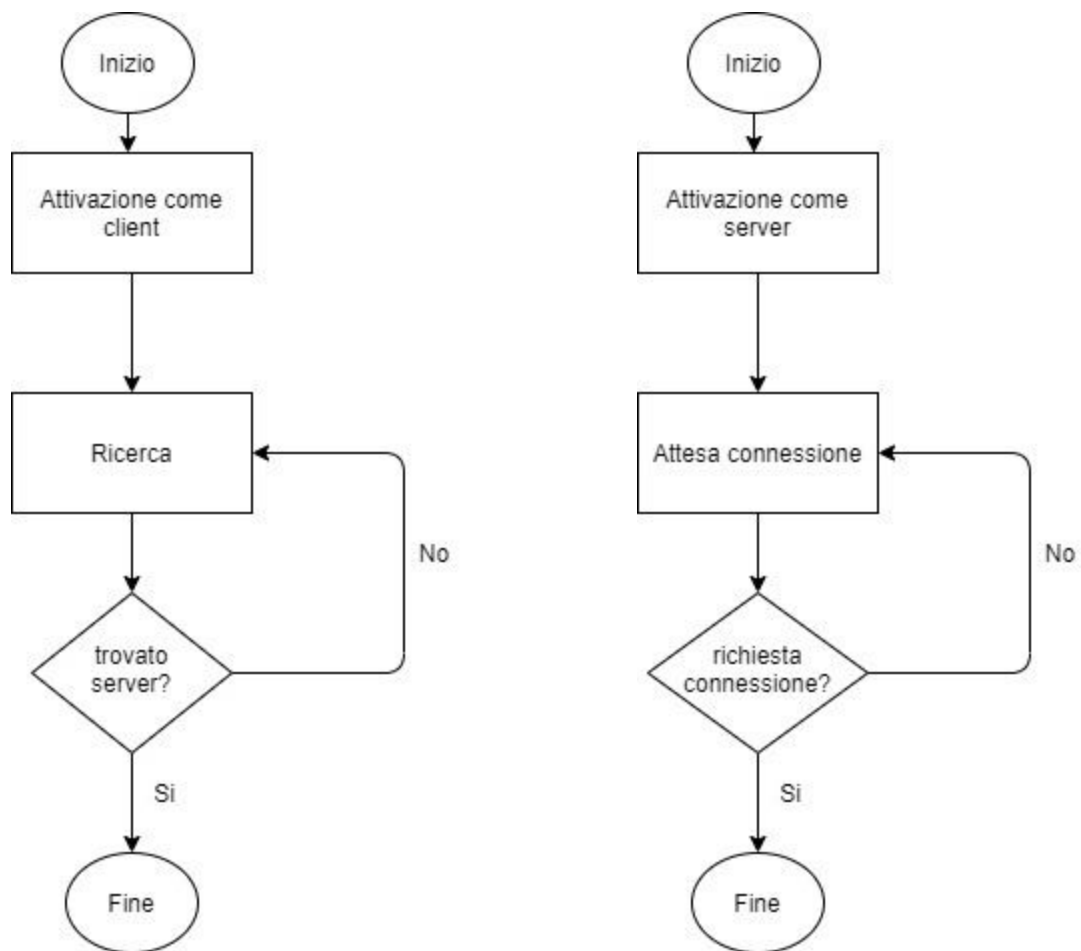 Inizio
Attivazione come
client
Ricerca
No
trovato
server?
Si
Fine
Inizio
Attivazione come
server
Attesa connessione
No
richiesta
connessione?
Si
Fine